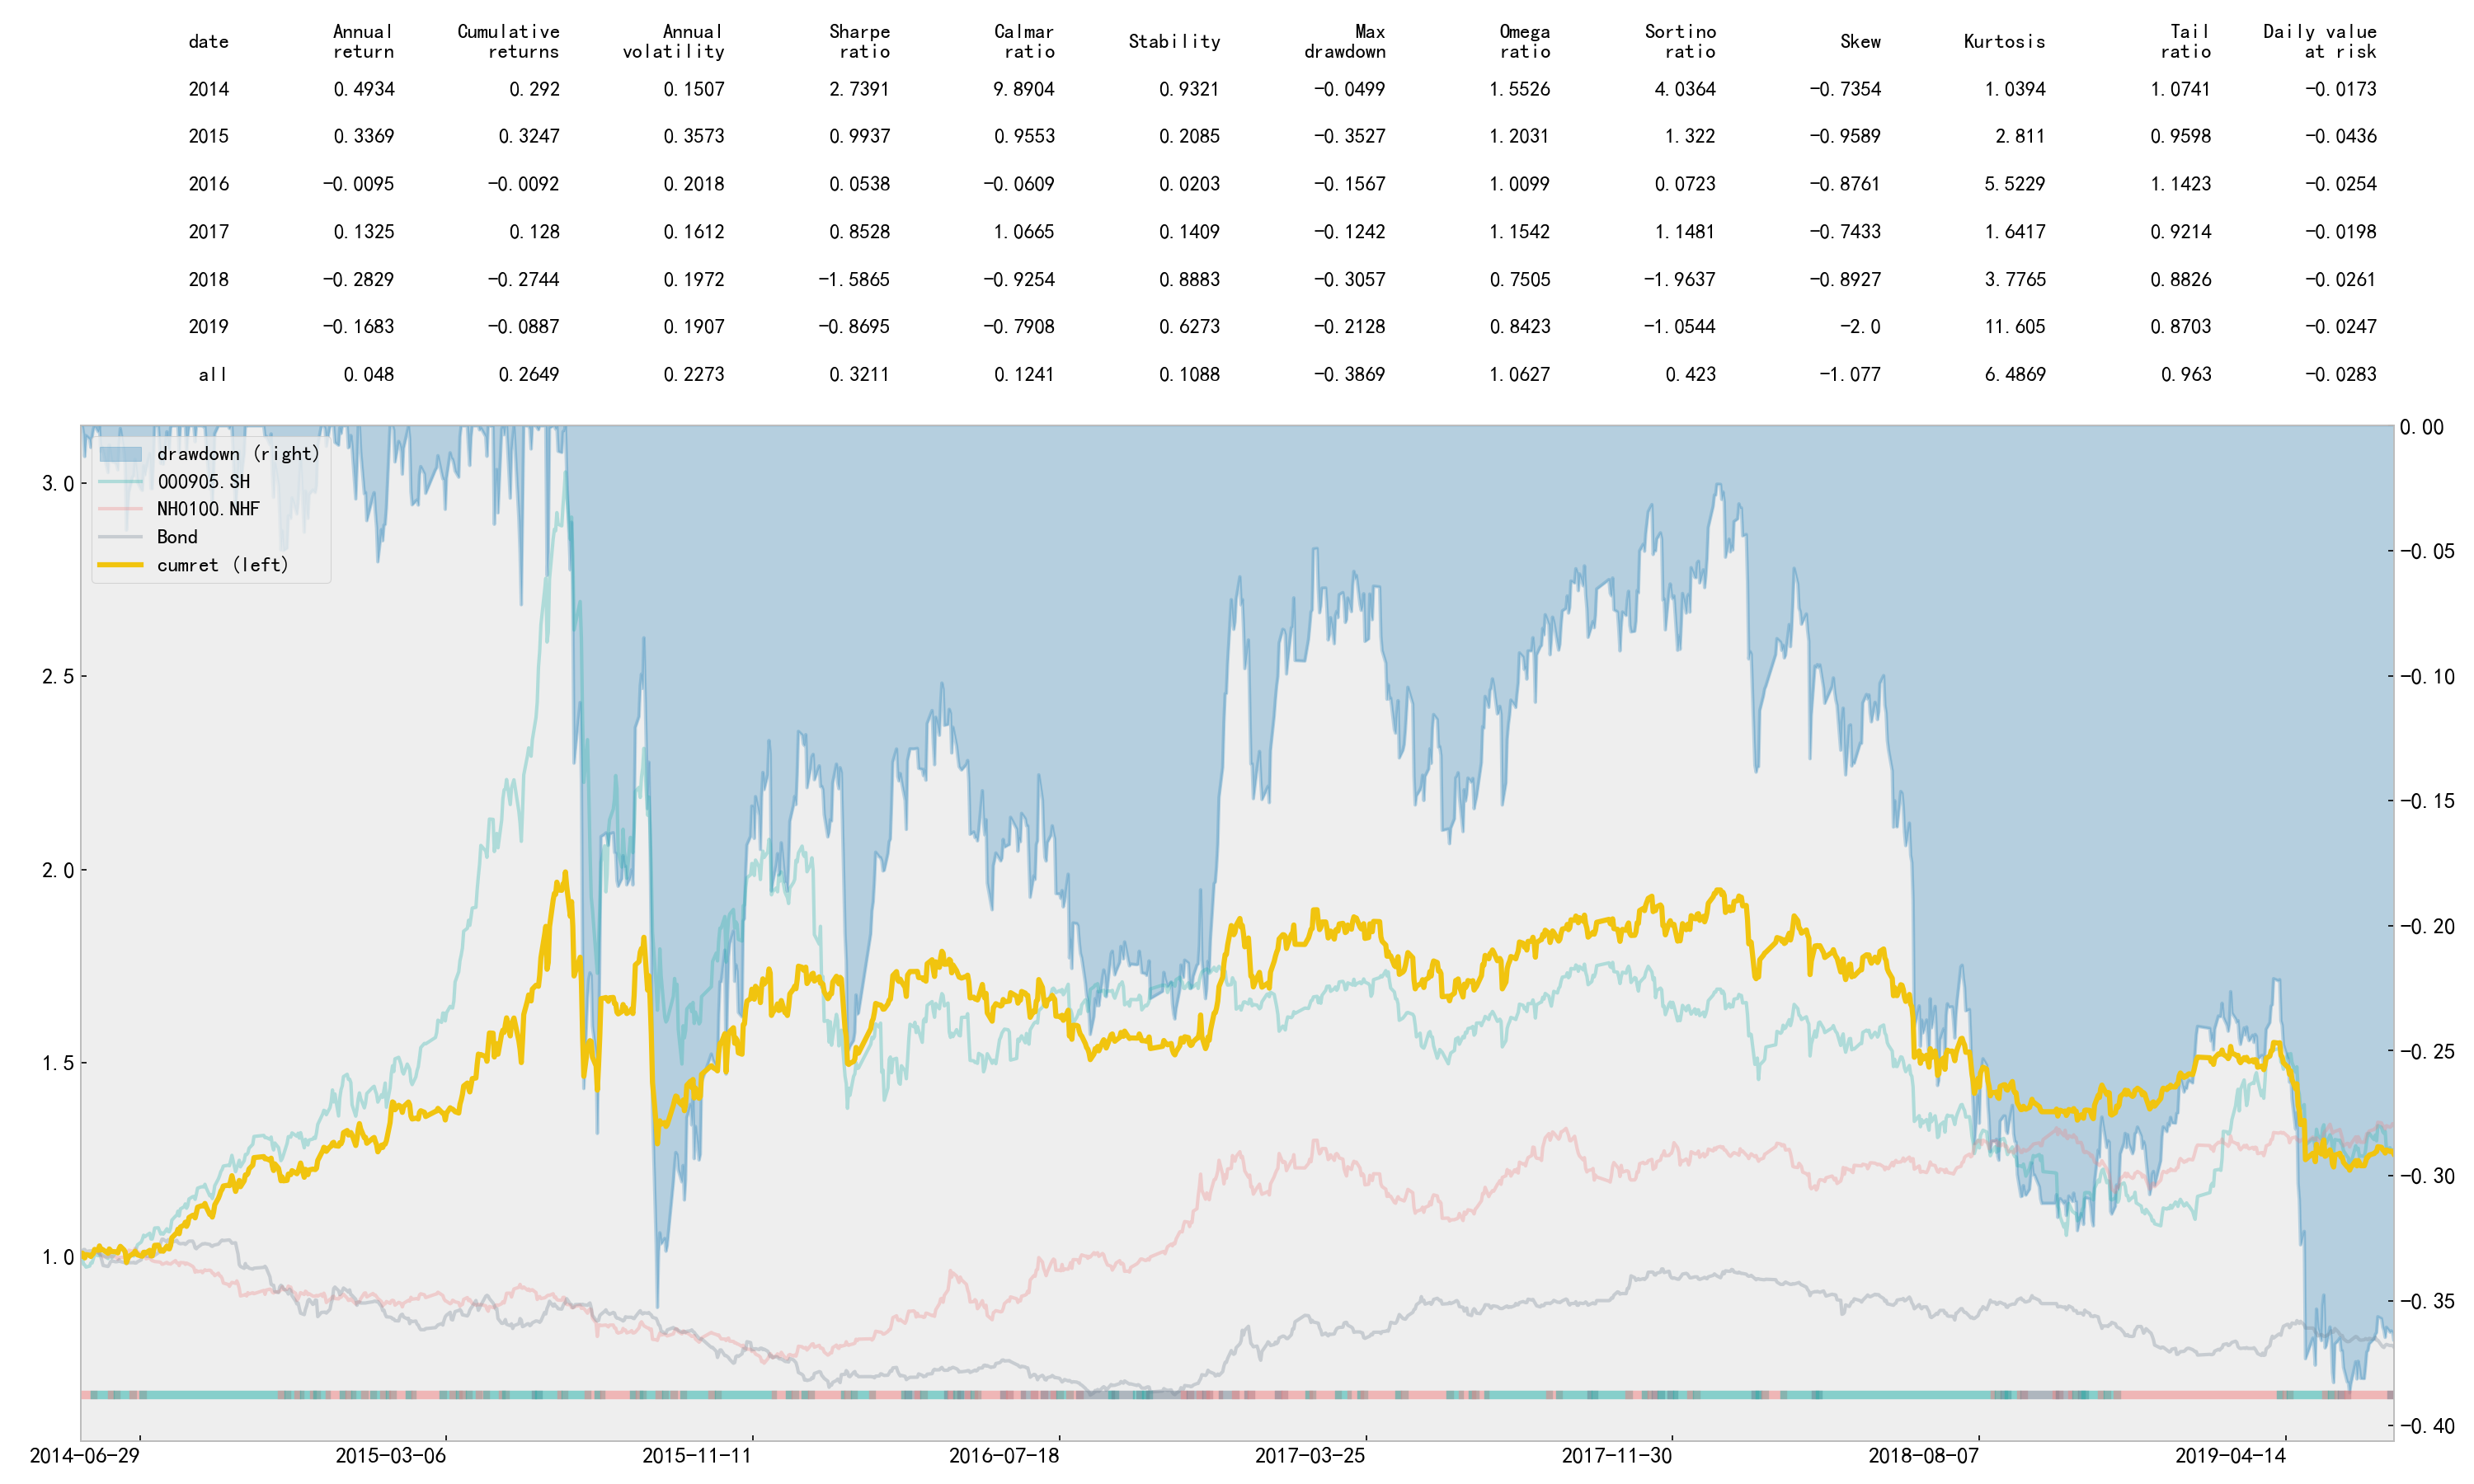 date Annual return Cumulative returns Annual volatility Sharpe ratio Calmar ratio Stability Max drawdown Omega ratio Sortino ratio Skew Kurtosis Tail ratio Daily value at risk
2014 0.4934 0.292 0.1507 2.7391 9.8904 0.9321 −0.0499 1.5526 4.0364 −0.7354 1.0394 1.0741 −0.0173
2015 0.3369 0.3247 0.3573 0.9937 0.9553 0.2085 −0.3527 1.2031 1.322 −0.9589 2.811 0.9598 −0.0436
2016 −0.0095 −0.0092 0.2018 0.0538 −0.0609 0.0203 −0.1567 1.0099 0.0723 −0.8761 5.5229 1.1423 −0.0254
2017 0.1325 0.128 0.1612 0.8528 1.0665 0.1409 −0.1242 1.1542 1.1481 −0.7433 1.6417 0.9214 −0.0198
2018 −0.2829 −0.2744 0.1972 −1.5865 −0.9254 0.8883 −0.3057 0.7505 −1.9637 −0.8927 3.7765 0.8826 −0.0261
2019 −0.1683 −0.0887 0.1907 −0.8695 −0.7908 0.6273 −0.2128 0.8423 −1.0544 −2.0 11.605 0.8703 −0.0247
all 0.048 0.2649 0.2273 0.3211 0.1241 0.1088 −0.3869 1.0627 0.423 −1.077 6.4869 0.963 −0.0283
drawdown (right)
000905.SH
NH0100.NHF
Bond
cumret (left)
3.0
2.5
2.0
1.5
1.0
0.00
−0.05
−0.10
−0.15
−0.20
−0.25
−0.30
−0.35
−0.40
2014-06-29 2015-03-06 2015-11-11 2016-07-18 2017-03-25 2017-11-30 2018-08-07 2019-04-14